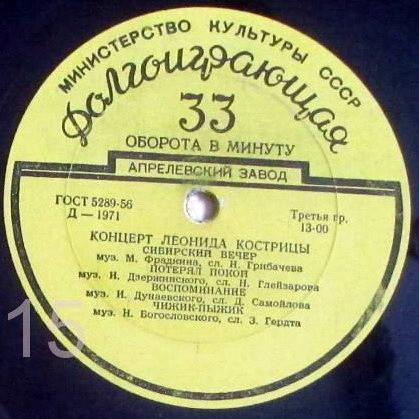 МИНИСТЕРСТВО КУЛЬТУРЫ СССР
Долгоиграющая
33
ОБОРОТА В МИНУТУ
АПРЕЛЕВСКИЙ ЗАВОД
ГОСТ 5289-56
Д — 1971
Третья гр.
13-00
КОНЦЕРТ ЛЕОНИДА КОСТРИЦЫ
СИБИРСКИЙ ВЕЧЕР
муз. М. Фрадкина, сл. Н. Грибачева
ПОТЕРЯЛ ПОКОЙ
муз. И. Дзержинского, сл. Н. Глейзарова
ВОСПОМИНАНИЕ
муз. И. Дунаевского, сл. Д. Самойлова
ЧИЖИК-ПЫЖИК
муз. Н. Богословского, сл. З. Гердта
15